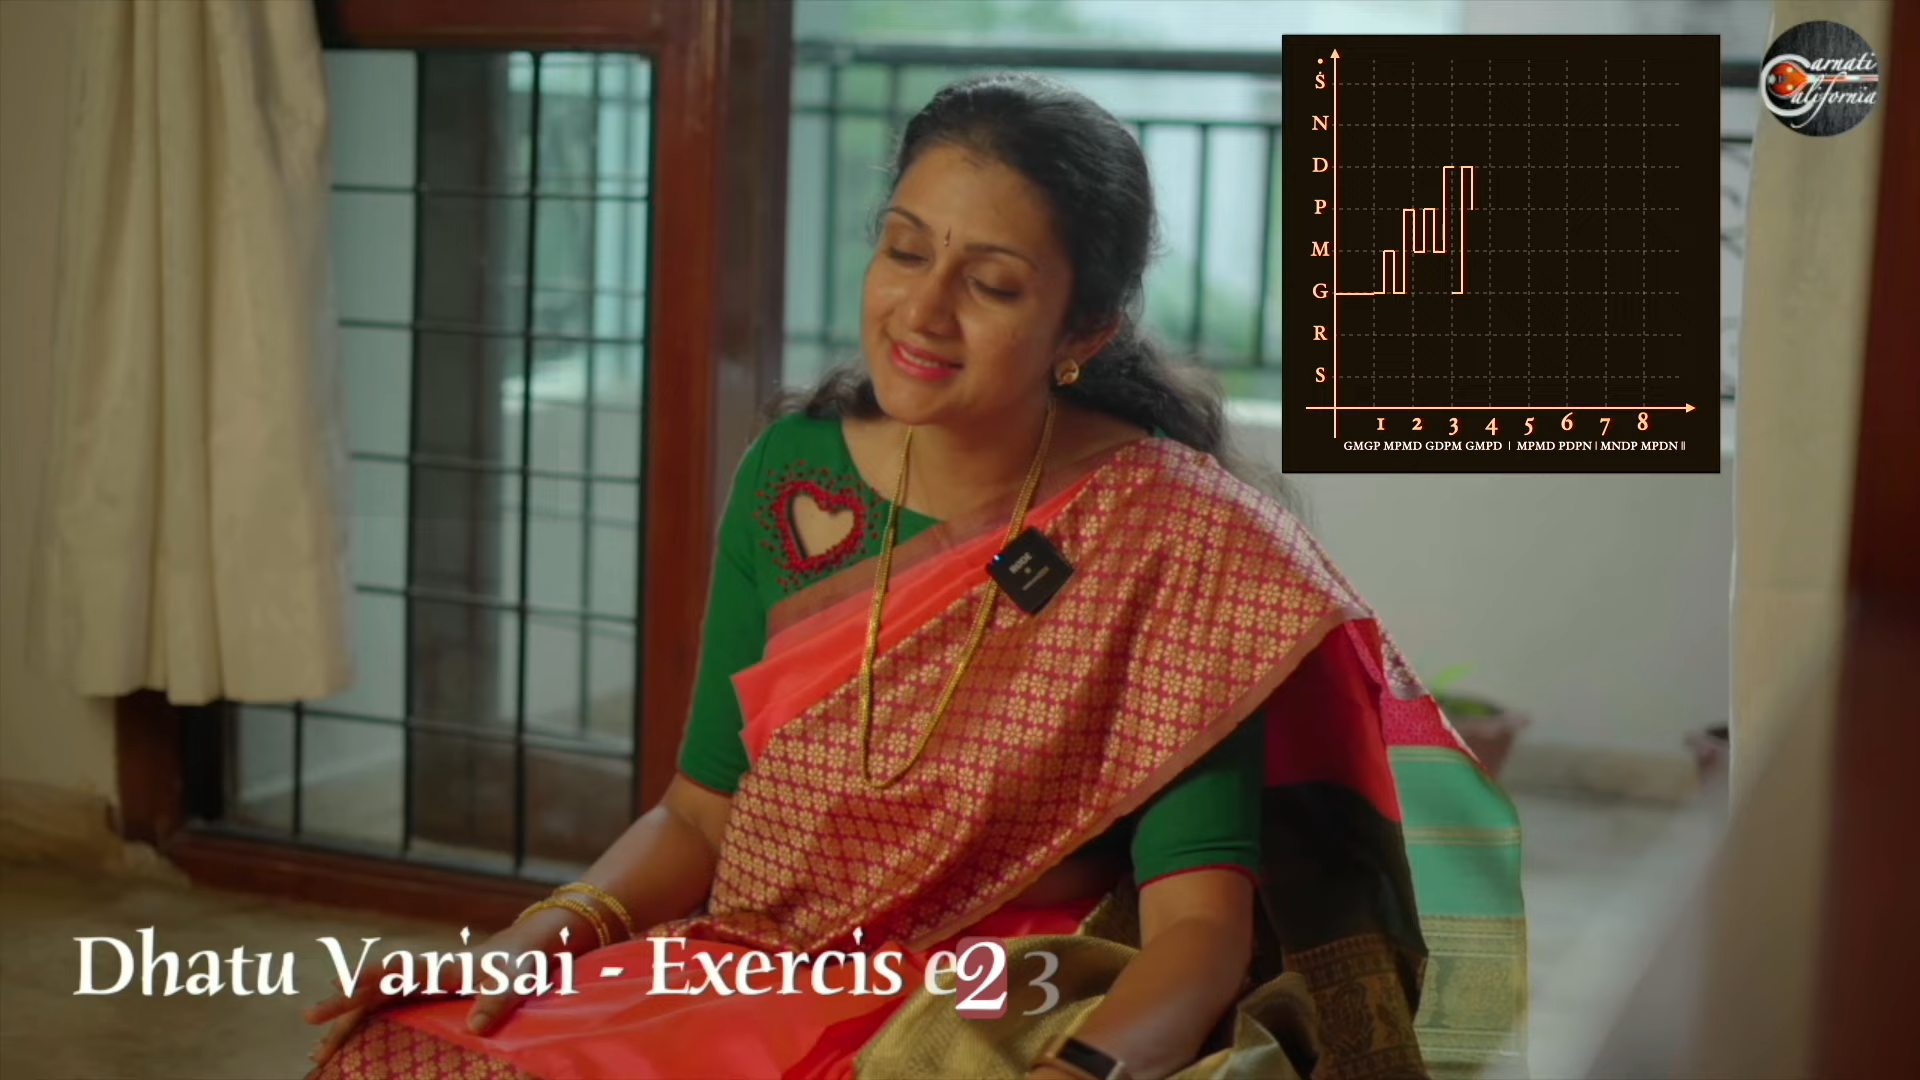 Carnatic California
Ṡ
N
D
P
M
G
R
S
1 2 3 4 5 6 7 8
GMGP MPMD GDPM GMPD | MPMD PDPN | MNDP MPDN ||
RODE
Dhatu Varisai - Exercis e2 3